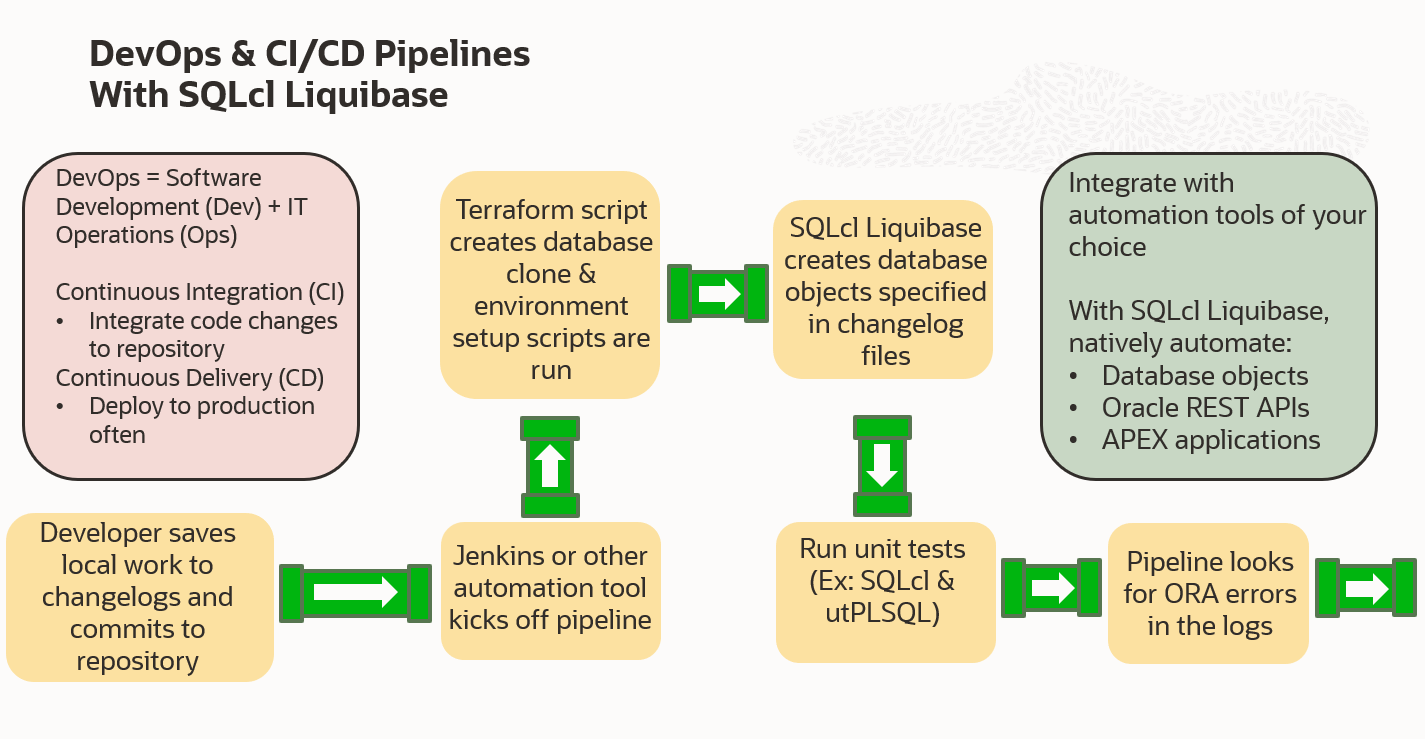 DevOps & CI/CD Pipelines
With SQLcl Liquibase
DevOps = Software
Development (Dev) + IT
Operations (Ops)
Continuous Integration (CI)
• Integrate code changes
to repository
Continuous Delivery (CD)
• Deploy to production
often
Developer saves
local work to
changelogs and
commits to
repository
Jenkins or other
automation tool
kicks off pipeline
Terraform script
creates database
clone &
environment
setup scripts are
run
SQLcl Liquibase
creates database
objects specified
in changelog
files
Run unit tests
(Ex: SQLcl &
utPLSQL)
Pipeline looks
for ORA errors
in the logs
Integrate with
automation tools of your
choice
With SQLcl Liquibase,
natively automate:
• Database objects
• Oracle REST APIs
• APEX applications